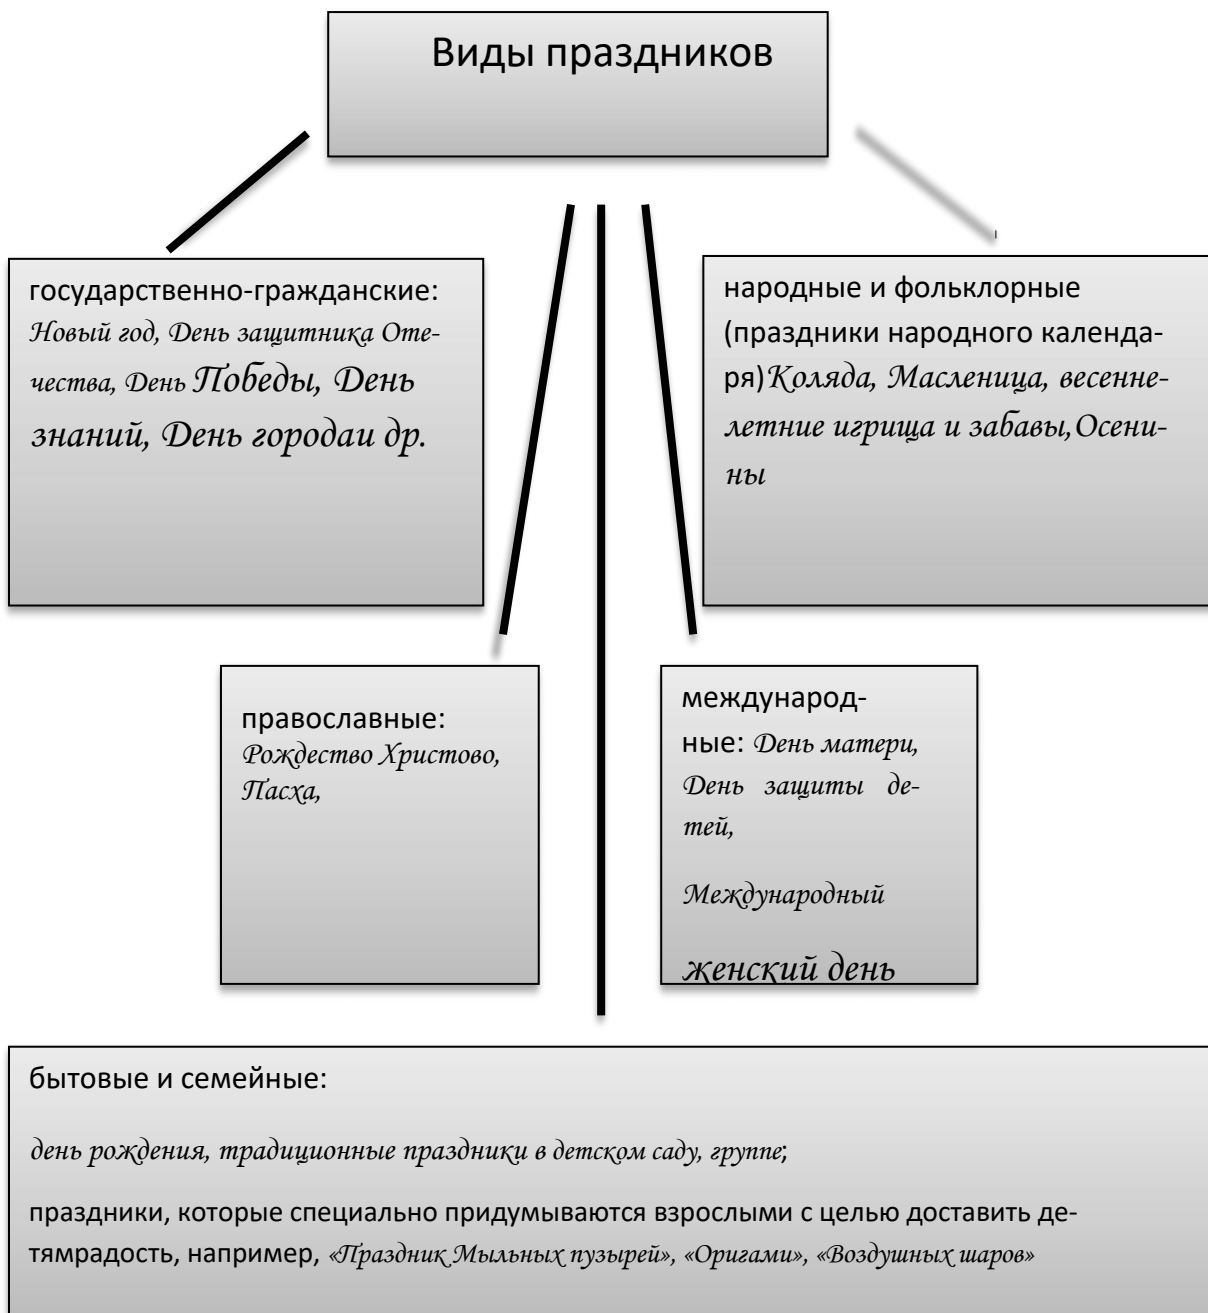 Виды праздников
государственно-гражданские:
Новый год, День защитника Оте-
чества, День Победы, День
знаний, День городаи др.
народные и фольклорные
(праздники народного календа-
ря)Коляда, Масленица, весенне-
летние игрища и забавы,Осени-
ны
православные:
Рождество Христово,
Пасха,
международ-
ные: День матери,
День защиты де-
тей,
Международный
женский день
бытовые и семейные:
день рождения, традиционные праздники в детском саду, группе;
праздники, которые специально придумываются взрослыми с целью доставить де-
тямрадость, например, «Праздник Мыльных пузырей», «Оригами», «Воздушных шаров»